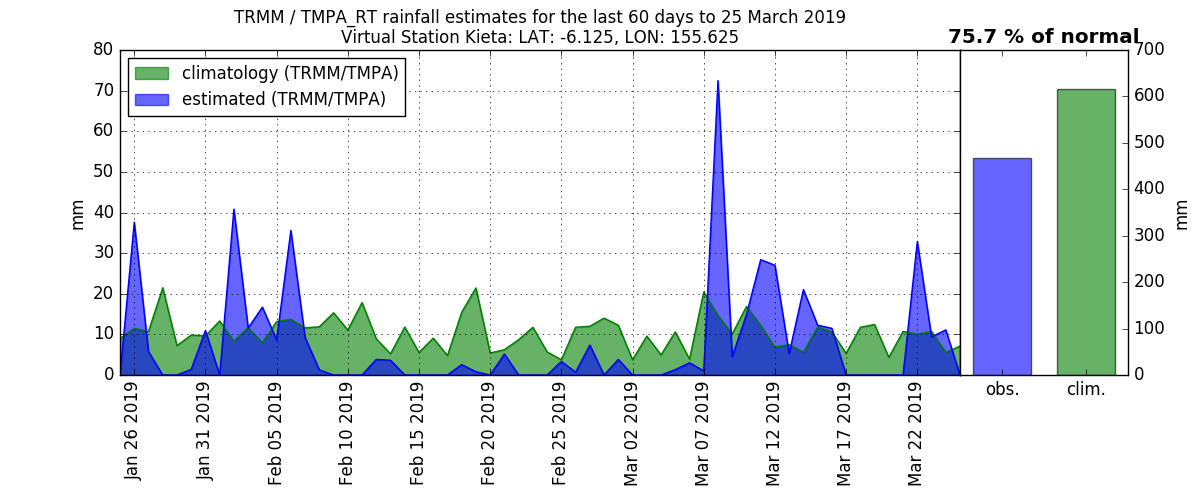 TRMM / TMPA_RT rainfall estimates for the last 60 days to 25 March 2019
Virtual Station Kieta: LAT: -6.125, LON: 155.625
75.7 % of normal
climatology (TRMM/TMPA)
estimated (TRMM/TMPA)
80
70
60
50
40
30
20
10
0
mm
Jan 26 2019
Jan 31 2019
Feb 05 2019
Feb 10 2019
Feb 15 2019
Feb 20 2019
Feb 25 2019
Mar 02 2019
Mar 07 2019
Mar 12 2019
Mar 17 2019
Mar 22 2019
obs.
clim.
700
600
500
400
300
200
100
0
mm